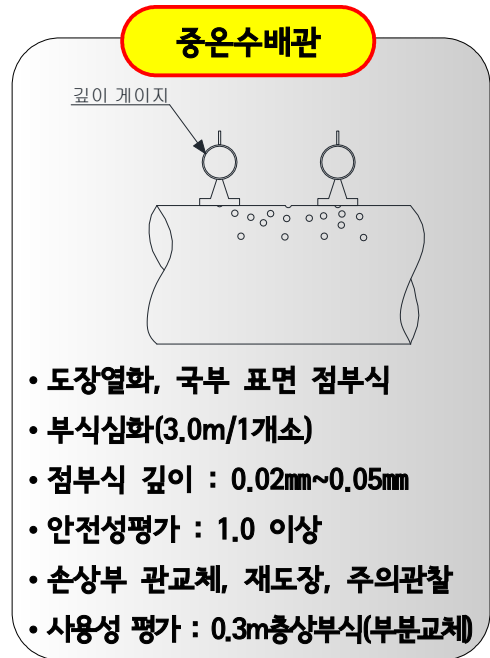 중온수배관
깊이 게이지
• 도장열화, 국부 표면 점부식
• 부식심화(3.0m/1개소)
• 점부식 깊이 : 0.02㎜~0.05㎜
• 안전성평가 : 1.0 이상
• 손상부 관교체, 재도장, 주의관찰
• 사용성 평가 : 0.3m층상부식(부분교체)